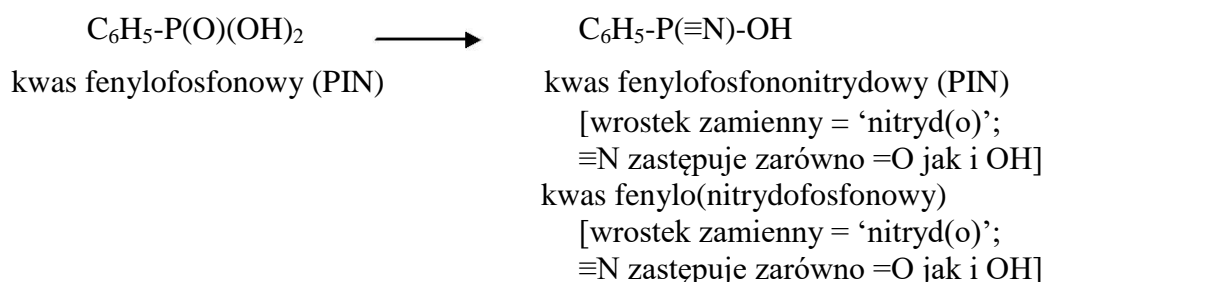 C₆H₅-P(O)(OH)₂ C₆H₅-P(≡N)-OH
kwas fenylofosfonowy (PIN) kwas fenylofosfononitrydowy (PIN)
[wrostek zamienny = ‘nitryd(o)’;
≡N zastępuje zarówno =O jak i OH]
kwas fenylo(nitrydofosfonowy)
[wrostek zamienny = ‘nitryd(o)’;
≡N zastępuje zarówno =O jak i OH]